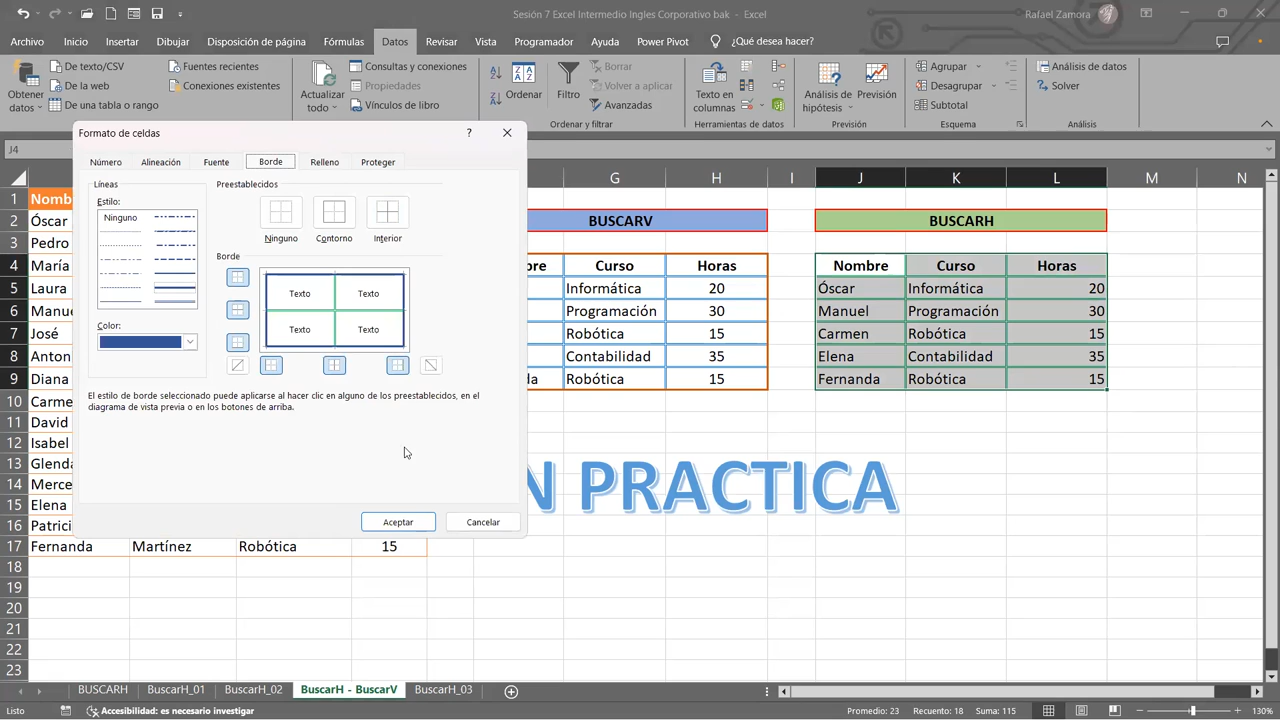 Sesión 7 Excel Intermedio Ingles Corporativo bak - Excel
Rafael Zamora
Archivo Inicio Insertar Dibujar Disposición de página Fórmulas Datos Revisar Vista Programador Ayuda Power Pivot ¿Qué desea hacer?
Obtener datos
De texto/CSV
De la web
De una tabla o rango
Fuentes recientes
Conexiones existentes
Actualizar todo
Consultas y conexiones
Propiedades
Vínculos de libro
Ordenar
Filtro
Borrar
Volver a aplicar
Avanzadas
Ordenar y filtrar
Texto en columnas
Herramientas de datos
Análisis de hipótesis
Previsión
Previsión
Agrupar
Desagrupar
Subtotal
Esquema
Análisis de datos
Solver
Análisis
J4
Formato de celdas
?
Número Alineación Fuente Borde Relleno Proteger
Líneas
Estilo:
Ninguno
Color:
Preestablecidos
Ninguno Contorno Interior
Borde
Texto Texto
Texto Texto
El estilo de borde seleccionado puede aplicarse al hacer clic en alguno de los preestablecidos, en el
diagrama de vista previa o en los botones de arriba.
Aceptar Cancelar
G H I J K L M N
1 Nomb
2 Óscar BUSCARV BUSCARH
3 Pedro
4 María bre Curso Horas Nombre Curso Horas
5 Laura Informática 20 Óscar Informática 20
6 Manue Programación 30 Manuel Programación 30
7 José Robótica 15 Carmen Robótica 15
8 Anton Contabilidad 35 Elena Contabilidad 35
9 Diana da Robótica 15 Fernanda Robótica 15
10 Carme
11 David
12 Isabel
13 Glenda
14 Merce N PRACTICA
15 Elena
16 Patrici
17 Fernanda Martínez Robótica 15
18
19
20
21
22
23
BUSCARH BuscarH_01 BuscarH_02 BuscarH - BuscarV BuscarH_03
Listo Accesibilidad: es necesario investigar Promedio: 23 Recuento: 18 Suma: 115 130%